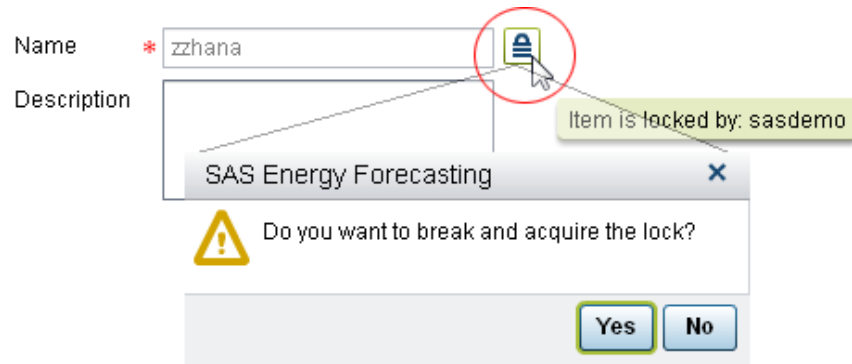 Name * zzhana
Description
Item is locked by: sasdemo
SAS Energy Forecasting
Do you want to break and acquire the lock?
Yes No